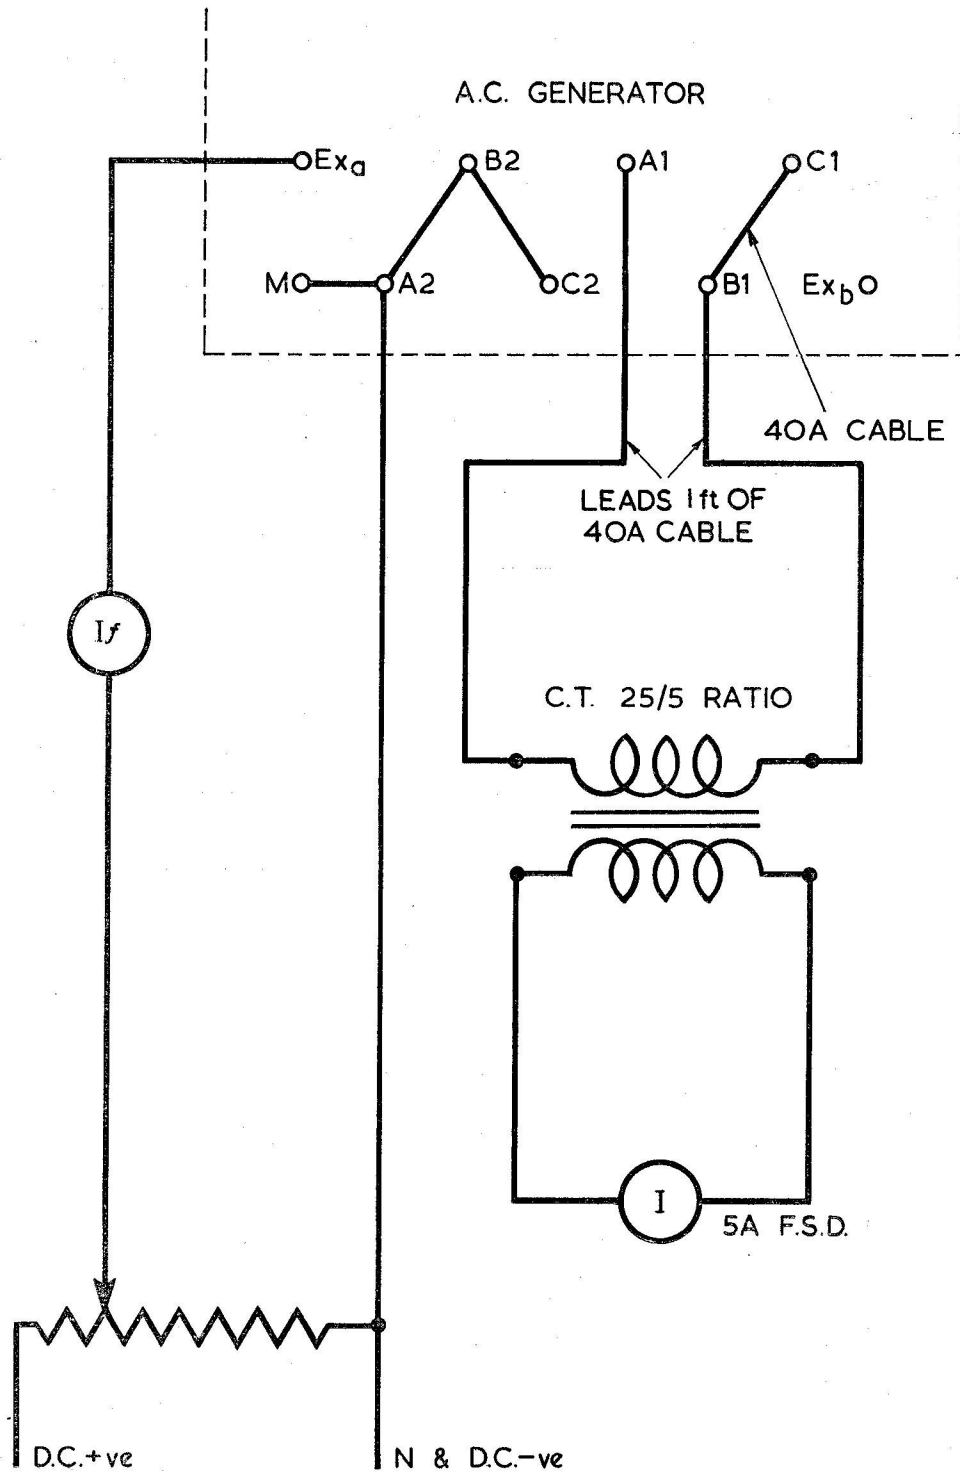 A.C. GENERATOR
Exa
B2
A1
C1
M
A2
C2
B1
Exb
40A CABLE
LEADS 1ft OF
40A CABLE
If
C.T. 25/5 RATIO
I
5A F.S.D.
D.C.+ve
N & D.C.-ve